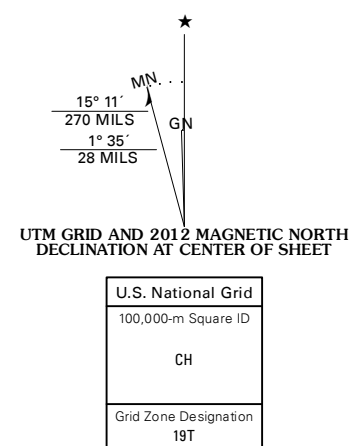 ★
MN
15° 11´
270 MILS
GN
1° 35´
28 MILS
UTM GRID AND 2012 MAGNETIC NORTH
DECLINATION AT CENTER OF SHEET
U.S. National Grid
100,000-m Square ID
CH
Grid Zone Designation
19T